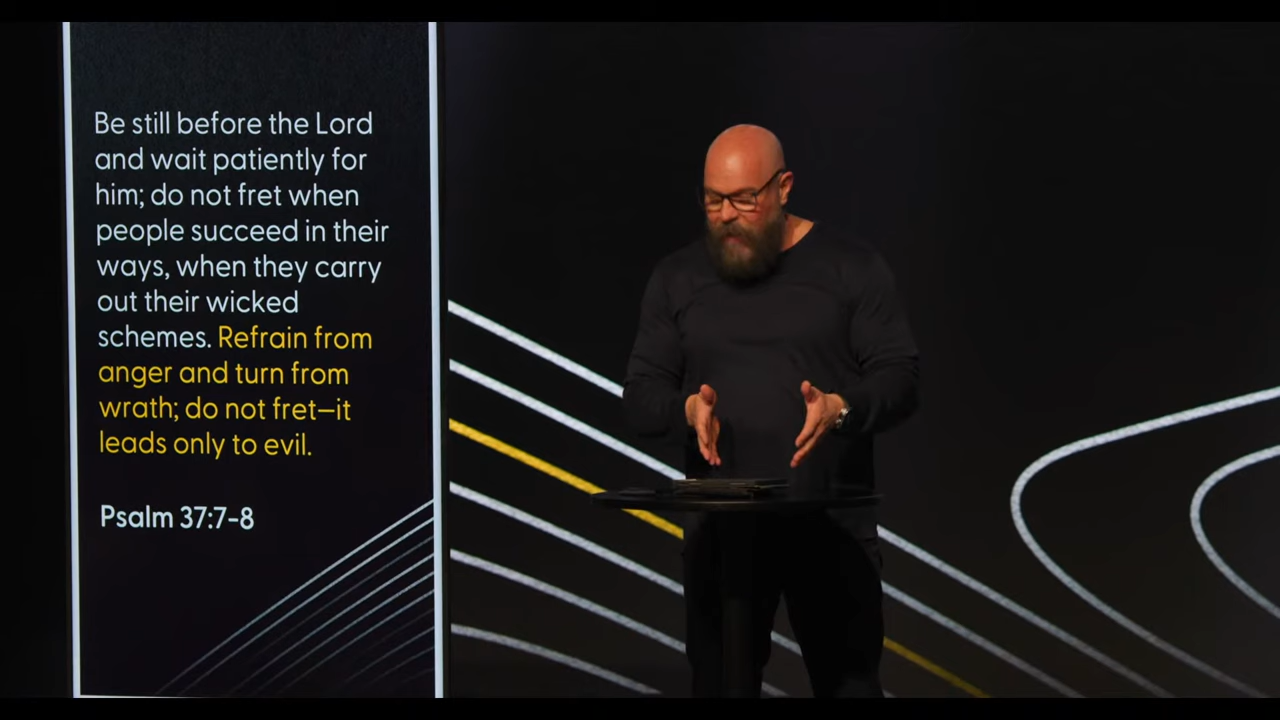 Be still before the Lord
and wait patiently for
him; do not fret when
people succeed in their
ways, when they carry
out their wicked
schemes. Refrain from
anger and turn from
wrath; do not fret—it
leads only to evil.
Psalm 37:7-8